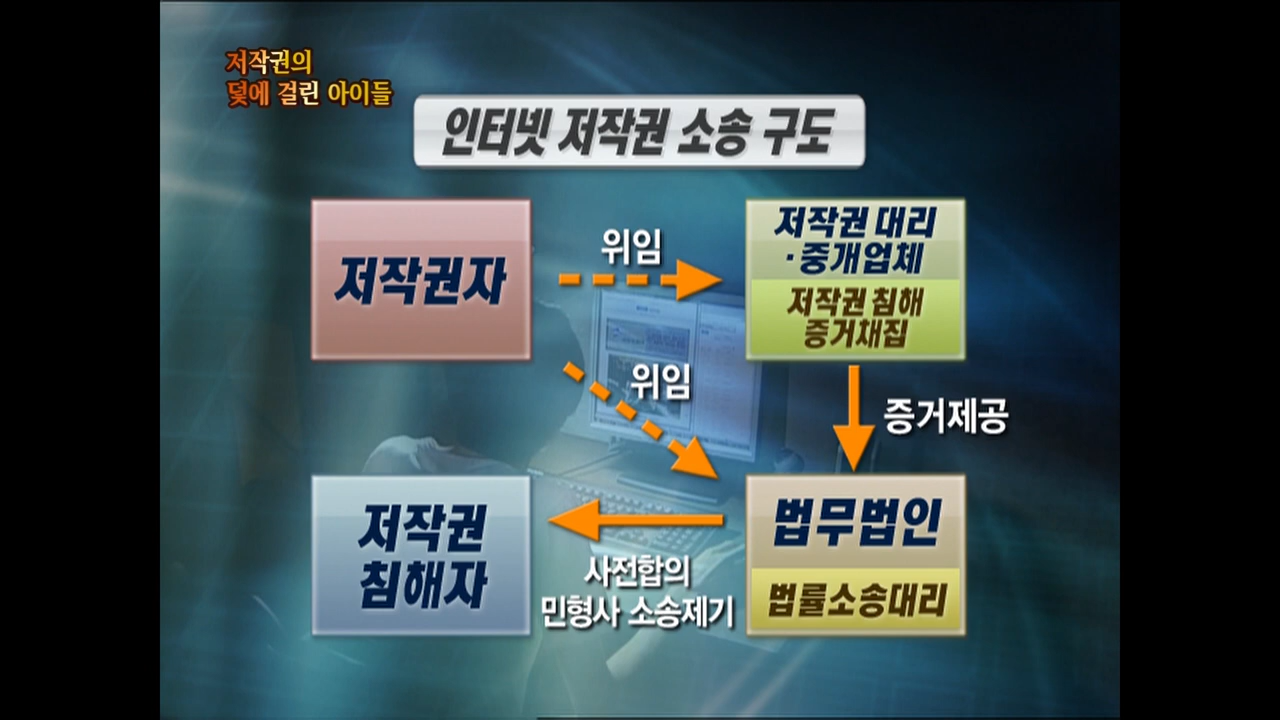 저작권의
덫에 걸린 아이들
인터넷 저작권 소송 구도
저작권자
위임
저작권 대리
·중개업체
저작권 침해
증거채집
위임
증거제공
저작권
침해자
사전합의
민형사 소송제기
법무법인
법률소송대리